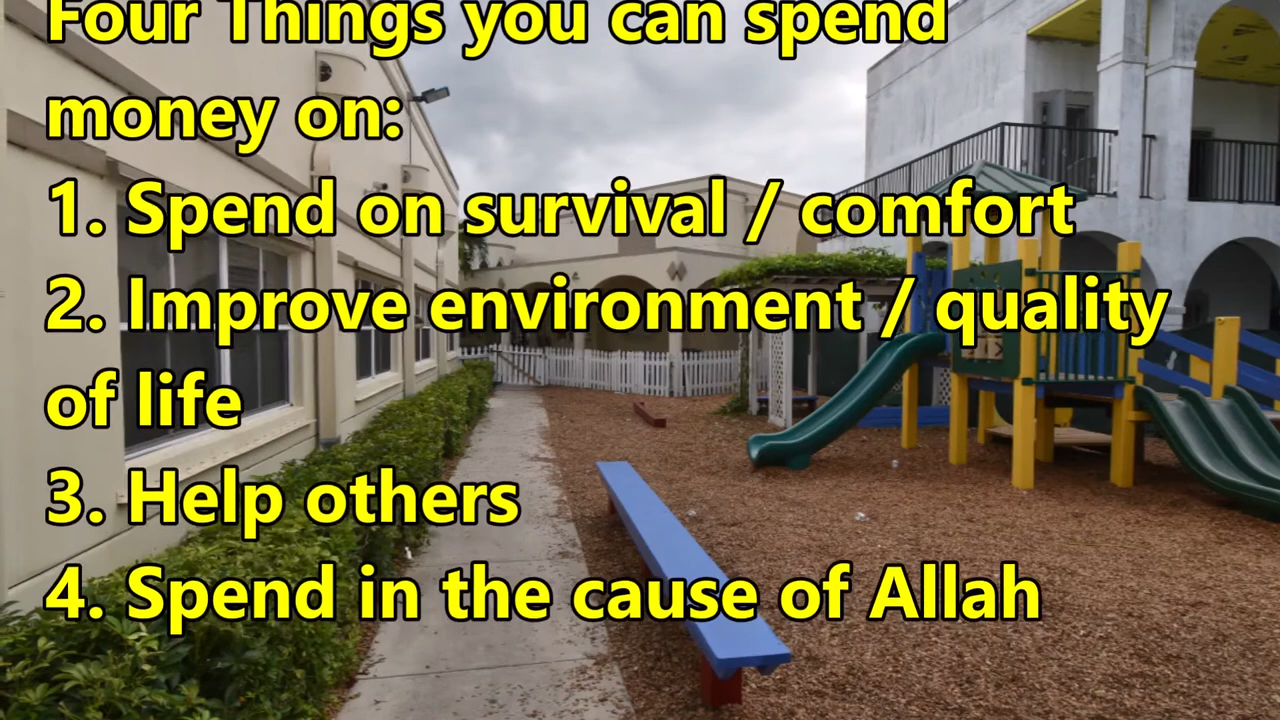 Four Things you can spend
money on:
1. Spend on survival / comfort
2. Improve environment / quality
of life
3. Help others
4. Spend in the cause of Allah